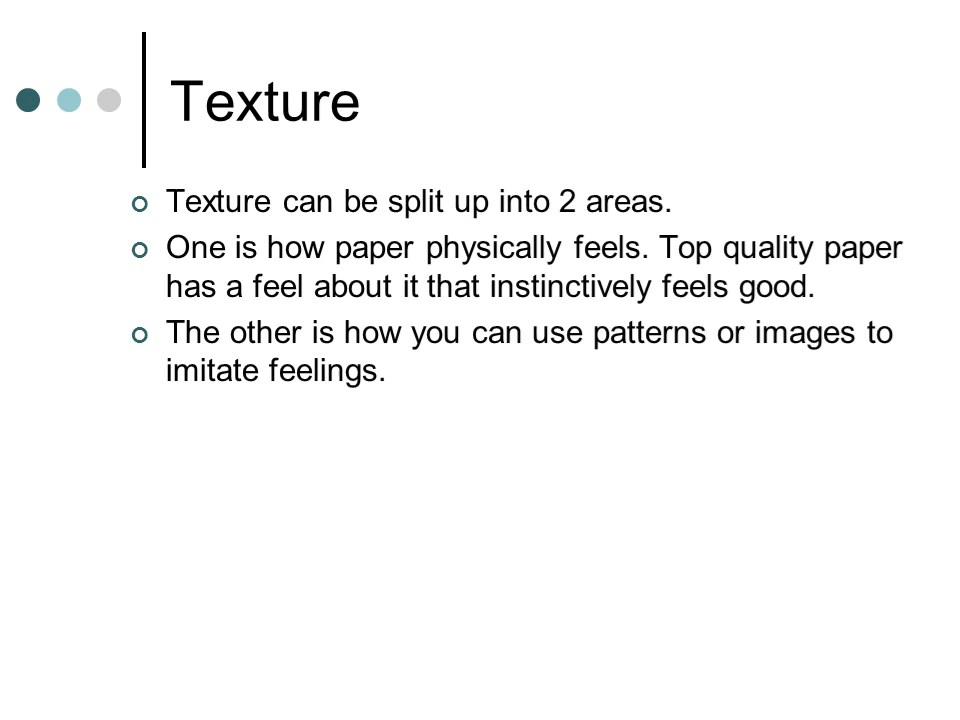 Texture
Texture can be split up into 2 areas.
One is how paper physically feels. Top quality paper
has a feel about it that instinctively feels good.
The other is how you can use patterns or images to
imitate feelings.